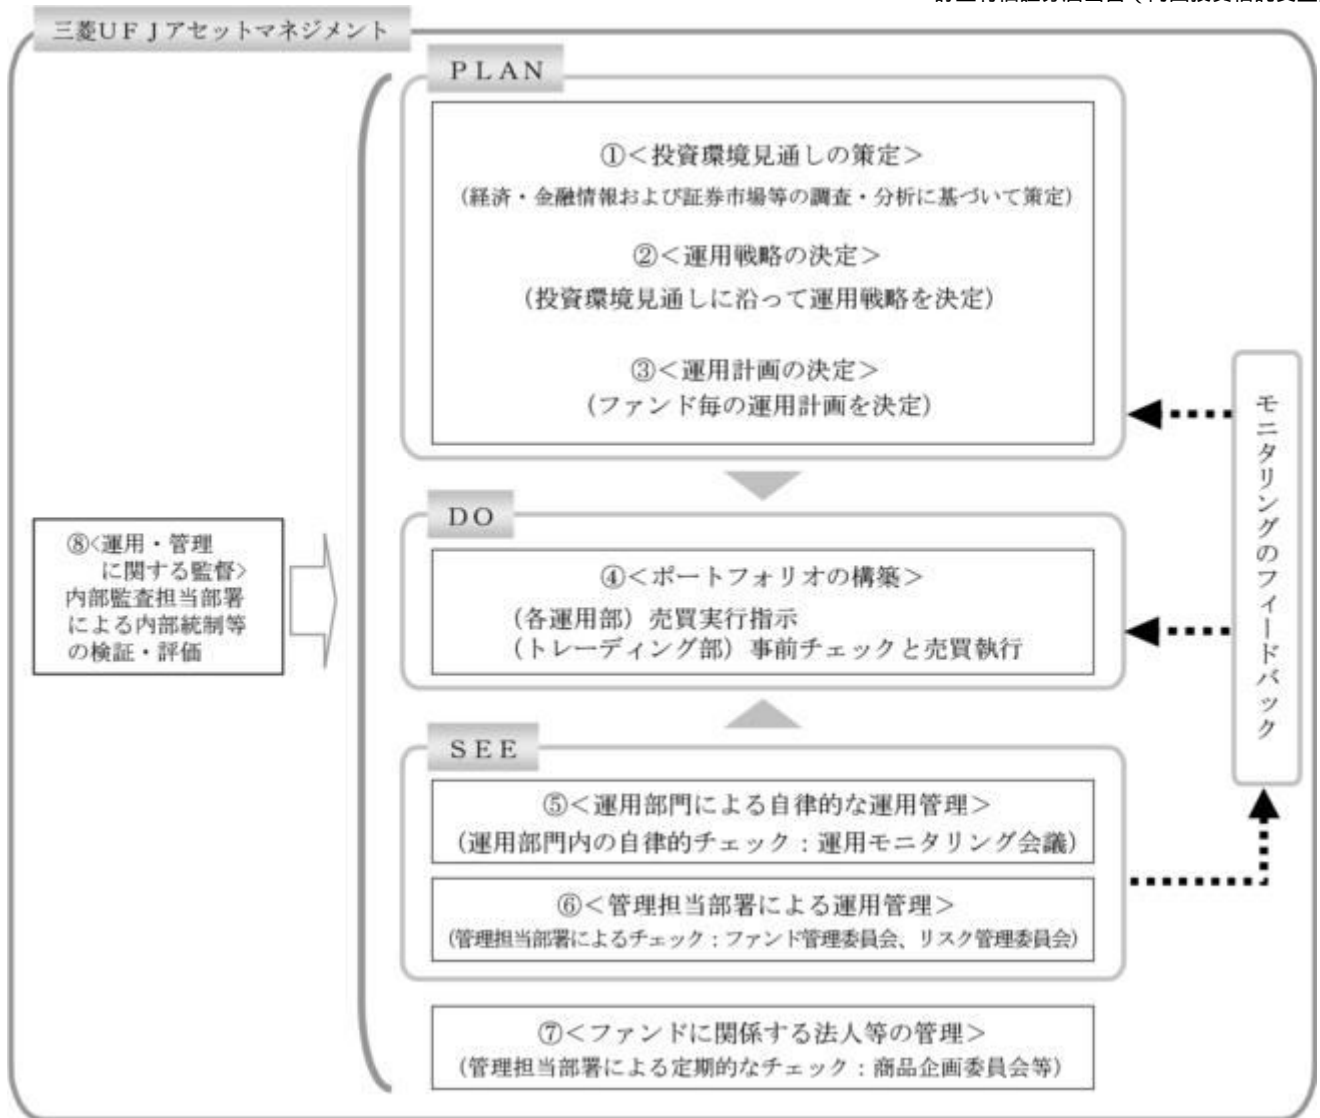 三菱ＵＦＪアセットマネジメント
ＰＬＡＮ
①＜投資環境見通しの策定＞
（経済・金融情報および証券市場等の調査・分析に基づいて策定）
②＜運用戦略の決定＞
（投資環境見通しに沿って運用戦略を決定）
③＜運用計画の決定＞
（ファンド毎の運用計画を決定）
ＤＯ
④＜ポートフォリオの構築＞
（各運用部）売買実行指示
（トレーディング部）事前チェックと売買執行
ＳＥＥ
⑤＜運用部門による自律的な運用管理＞
（運用部門内の自律的チェック：運用モニタリング会議）
⑥＜管理担当部署による運用管理＞
（管理担当部署によるチェック：ファンド管理委員会、リスク管理委員会）
⑦＜ファンドに関係する法人等の管理＞
（管理担当部署による定期的なチェック：商品企画委員会等）
⑧＜運用・管理
に関する監督＞
内部監査担当部署
による内部統制等
の検証・評価
モニタリングのフィードバック